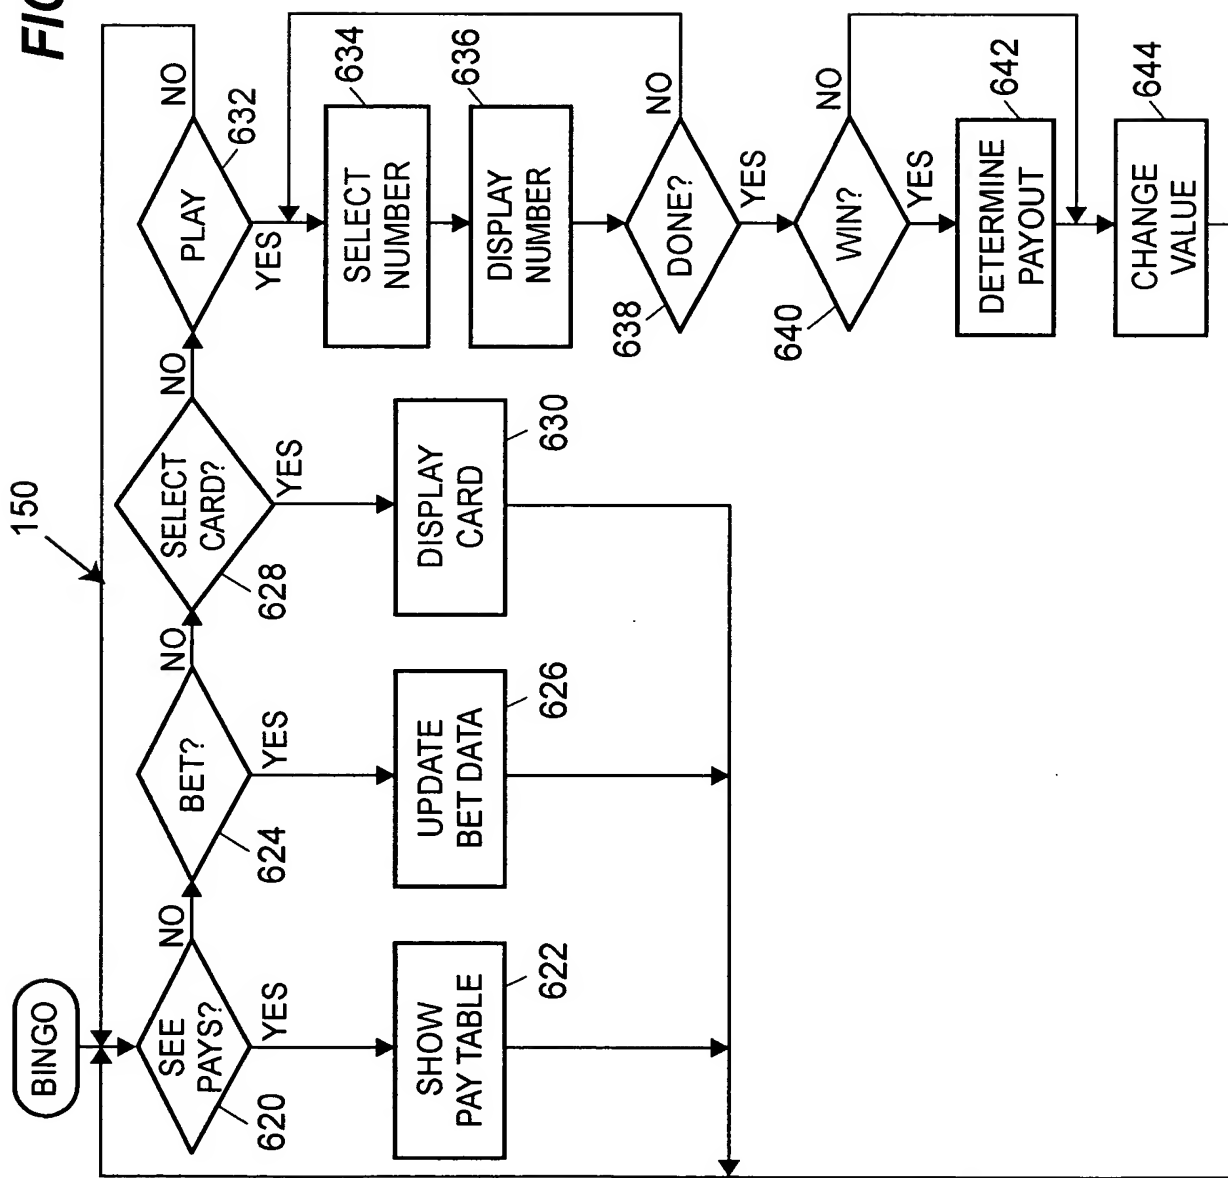 FIG
150
BINGO
SEE
PAYS?
620
YES
NO
SHOW
PAY TABLE
622
BET?
624
YES
NO
UPDATE
BET DATA
626
SELECT
CARD?
628
YES
NO
DISPLAY
CARD
630
PLAY
632
NO
YES
SELECT
NUMBER
634
DISPLAY
NUMBER
636
DONE?
638
NO
YES
WIN?
640
NO
YES
DETERMINE
PAYOUT
642
CHANGE
VALUE
644